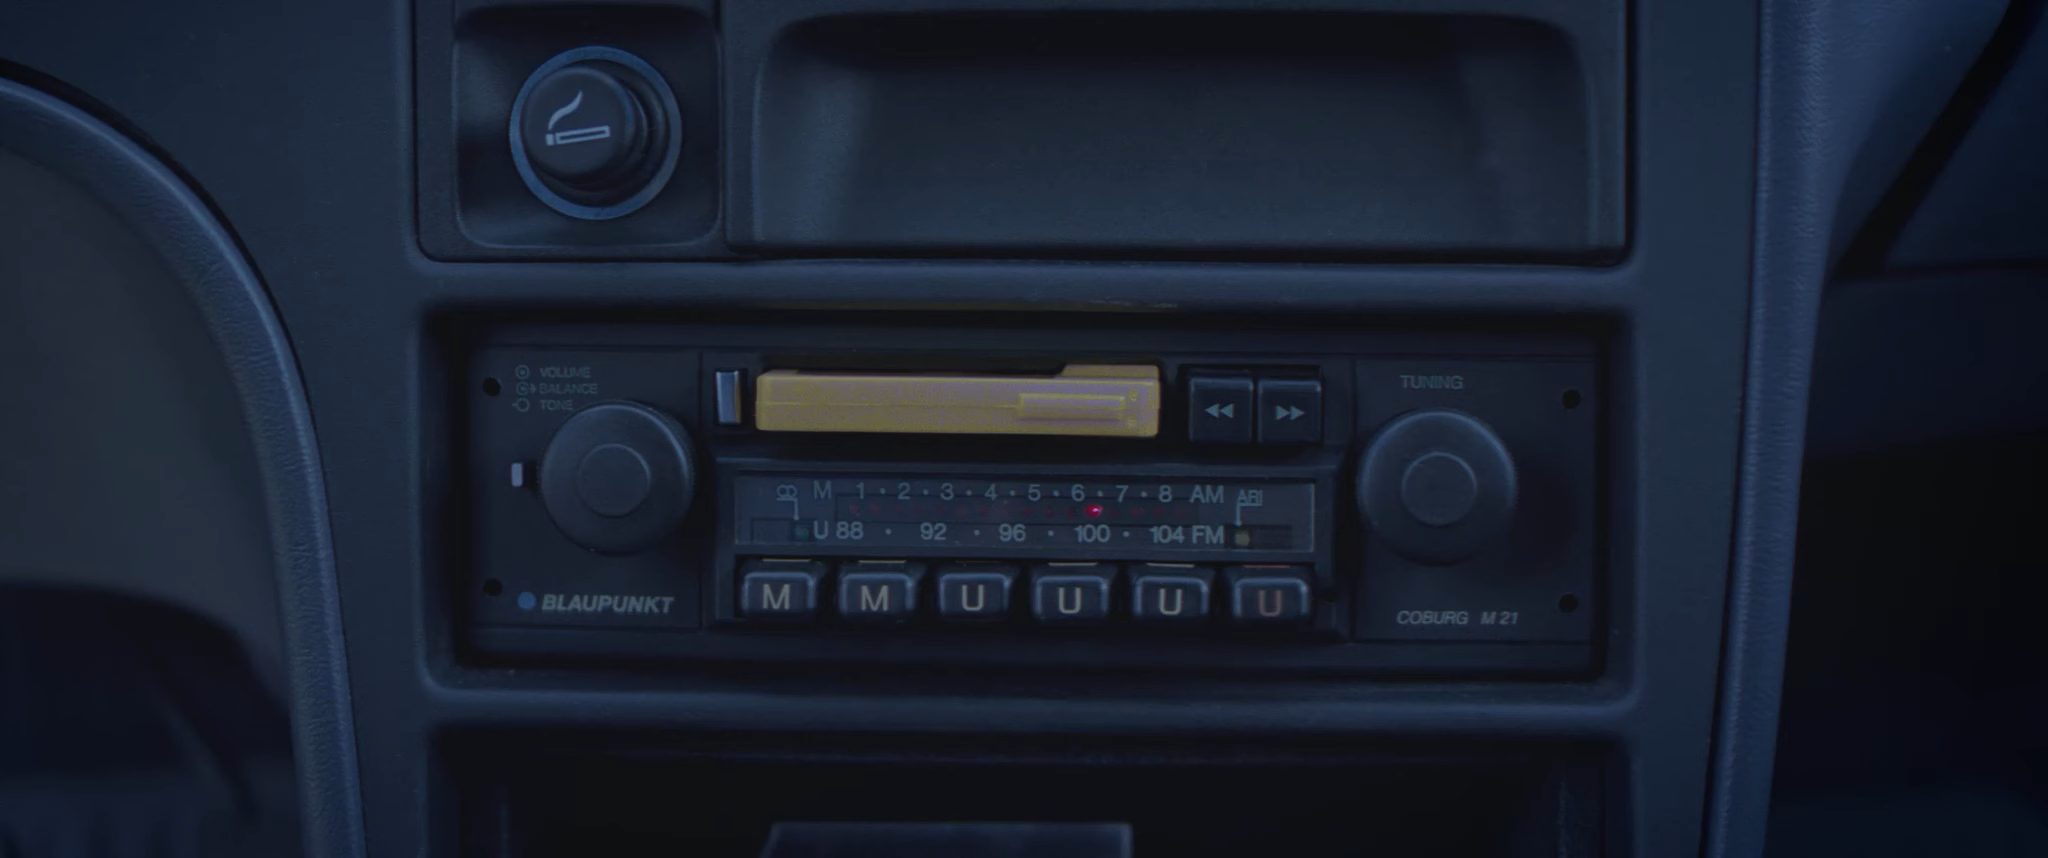 VOLUME
BALANCE
TONE
TUNING
M 1 · 2 · 3 · 4 · 5 · 6 · 7 · 8 AM ARI
U 88 · 92 · 96 · 100 · 104 FM
M M U U U U
BLAUPUNKT
COBURG M 21